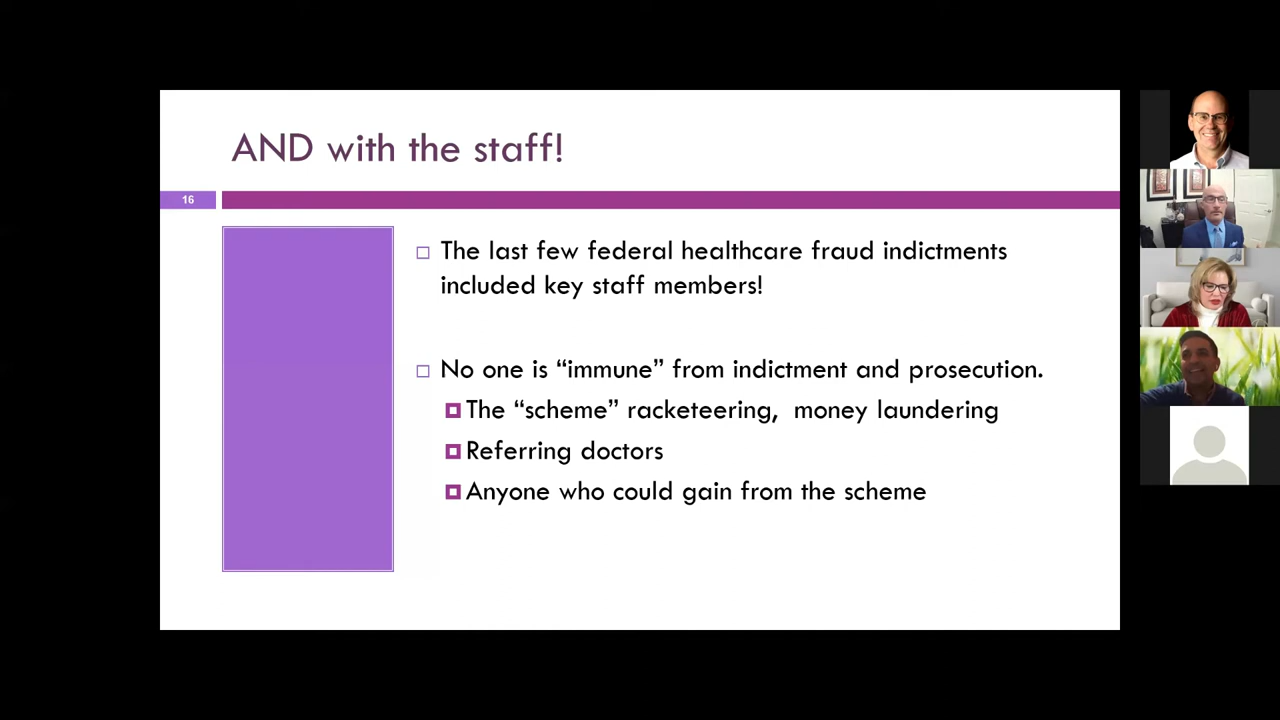 AND with the staff!
16
The last few federal healthcare fraud indictments
included key staff members!
No one is “immune” from indictment and prosecution.
The “scheme” racketeering,  money laundering
Referring doctors
Anyone who could gain from the scheme